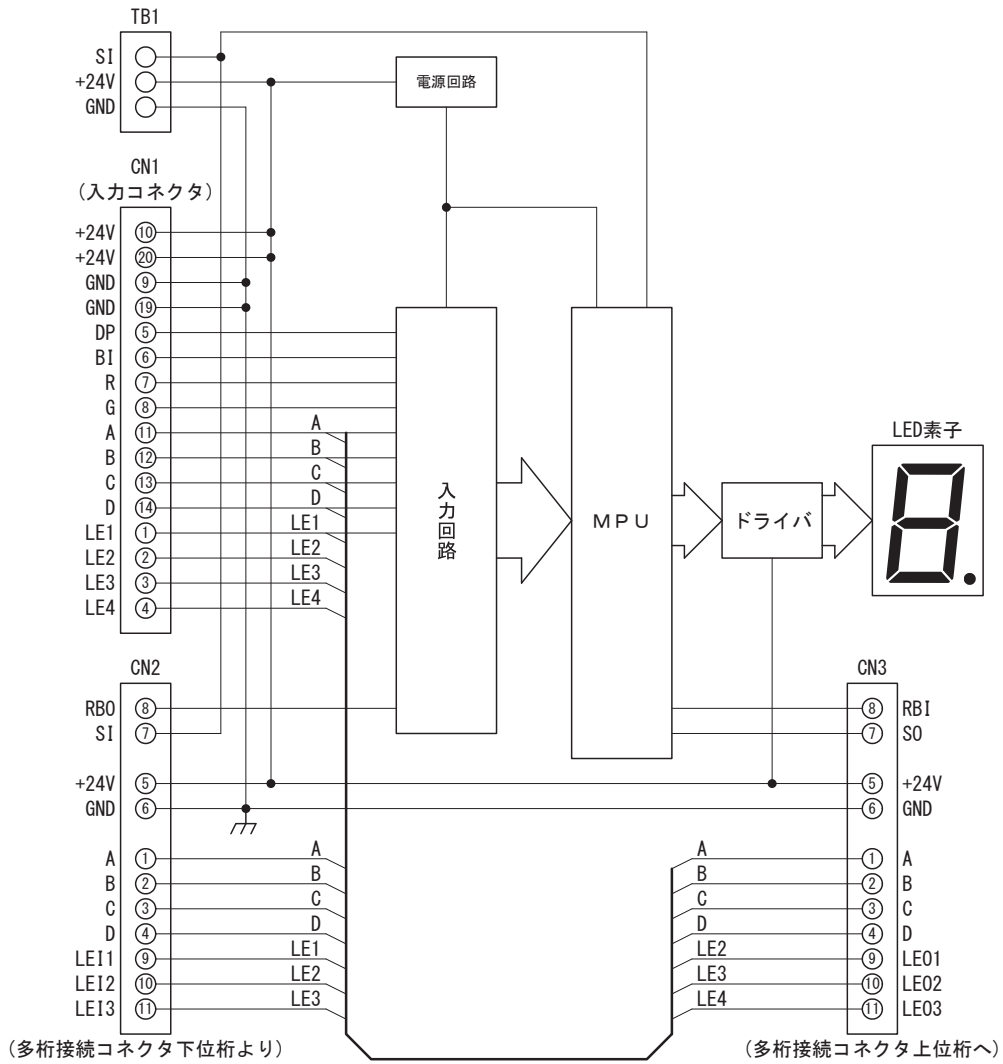 TB1
SI
+24V
GND
電源回路
CN1
(入力コネクタ)
+24V ⑩
+24V ⑳
GND ⑨
GND ⑲
DP ⑤
BI ⑥
R ⑦
G ⑧
A ⑪ A
B ⑫ B
C ⑬ C
D ⑭ D
LE1 ① LE1
LE2 ② LE2
LE3 ③ LE3
LE4 ④ LE4
入力回路
MPU
ドライバ
LED素子
CN2
RBO ⑧
SI ⑦
+24V ⑤
GND ⑥
A ① A
B ② B
C ③ C
D ④ D
LEI1 ⑨ LE1
LEI2 ⑩ LE2
LEI3 ⑪ LE3
(多桁接続コネクタ下位桁より)
CN3
⑧ RBI
⑦ SO
⑤ +24V
⑥ GND
A ① A
B ② B
C ③ C
D ④ D
LE2 ⑨ LEO1
LE3 ⑩ LEO2
LE4 ⑪ LEO3
(多桁接続コネクタ上位桁へ)